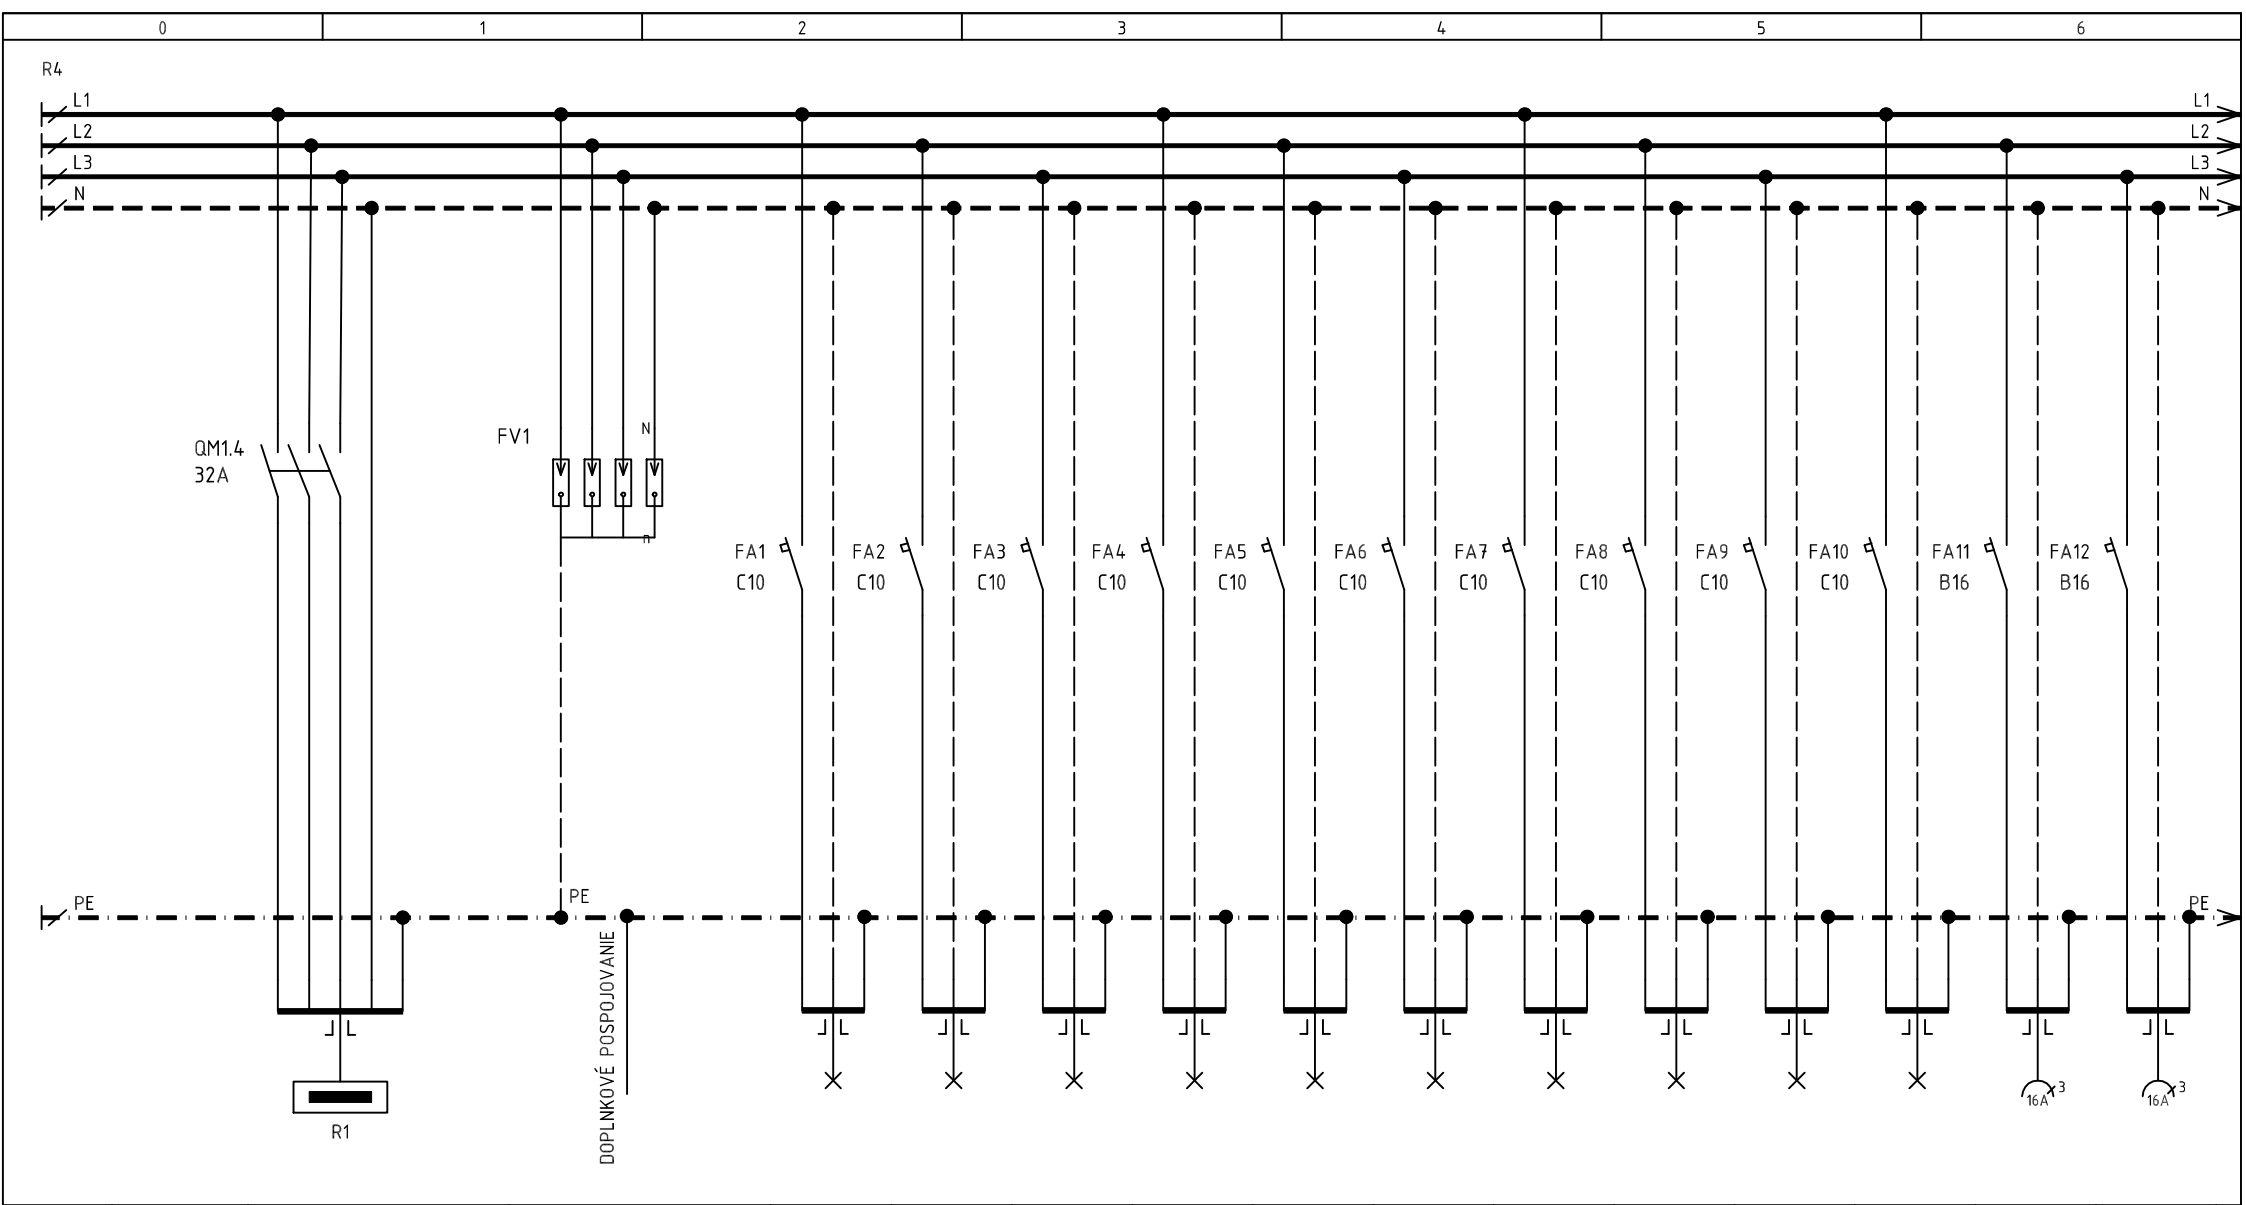 0 1 2 3 4 5 6
R4
L1 L1
L2 L2
L3 L3
N N
QM1.4
32A
FV1
N
n
FA1 FA2 FA3 FA4 FA5 FA6 FA7 FA8 FA9 FA10 FA11 FA12
C10 C10 C10 C10 C10 C10 C10 C10 C10 C10 B16 B16
PE PE PE
DOPLNKOVÉ POSPOJOVANIE
3 3
16A 16A
R1